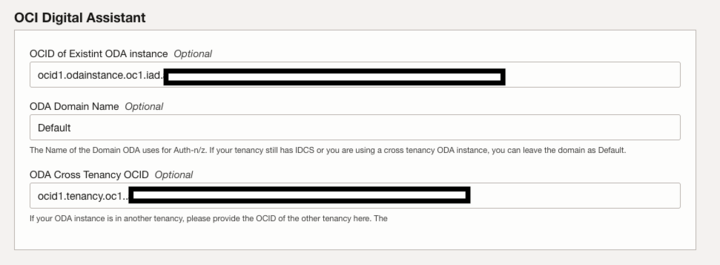 OCI Digital Assistant
OCID of Existint ODA instance Optional
ocid1.odainstance.oc1.iad.
ODA Domain Name Optional
Default
The Name of the Domain ODA uses for Auth-n/z. If your tenancy still has IDCS or you are using a cross tenancy ODA instance, you can leave the domain as Default.
ODA Cross Tenancy OCID Optional
ocid1.tenancy.oc1..
If your ODA instance is in another tenancy, please provide the OCID of the other tenancy here. The